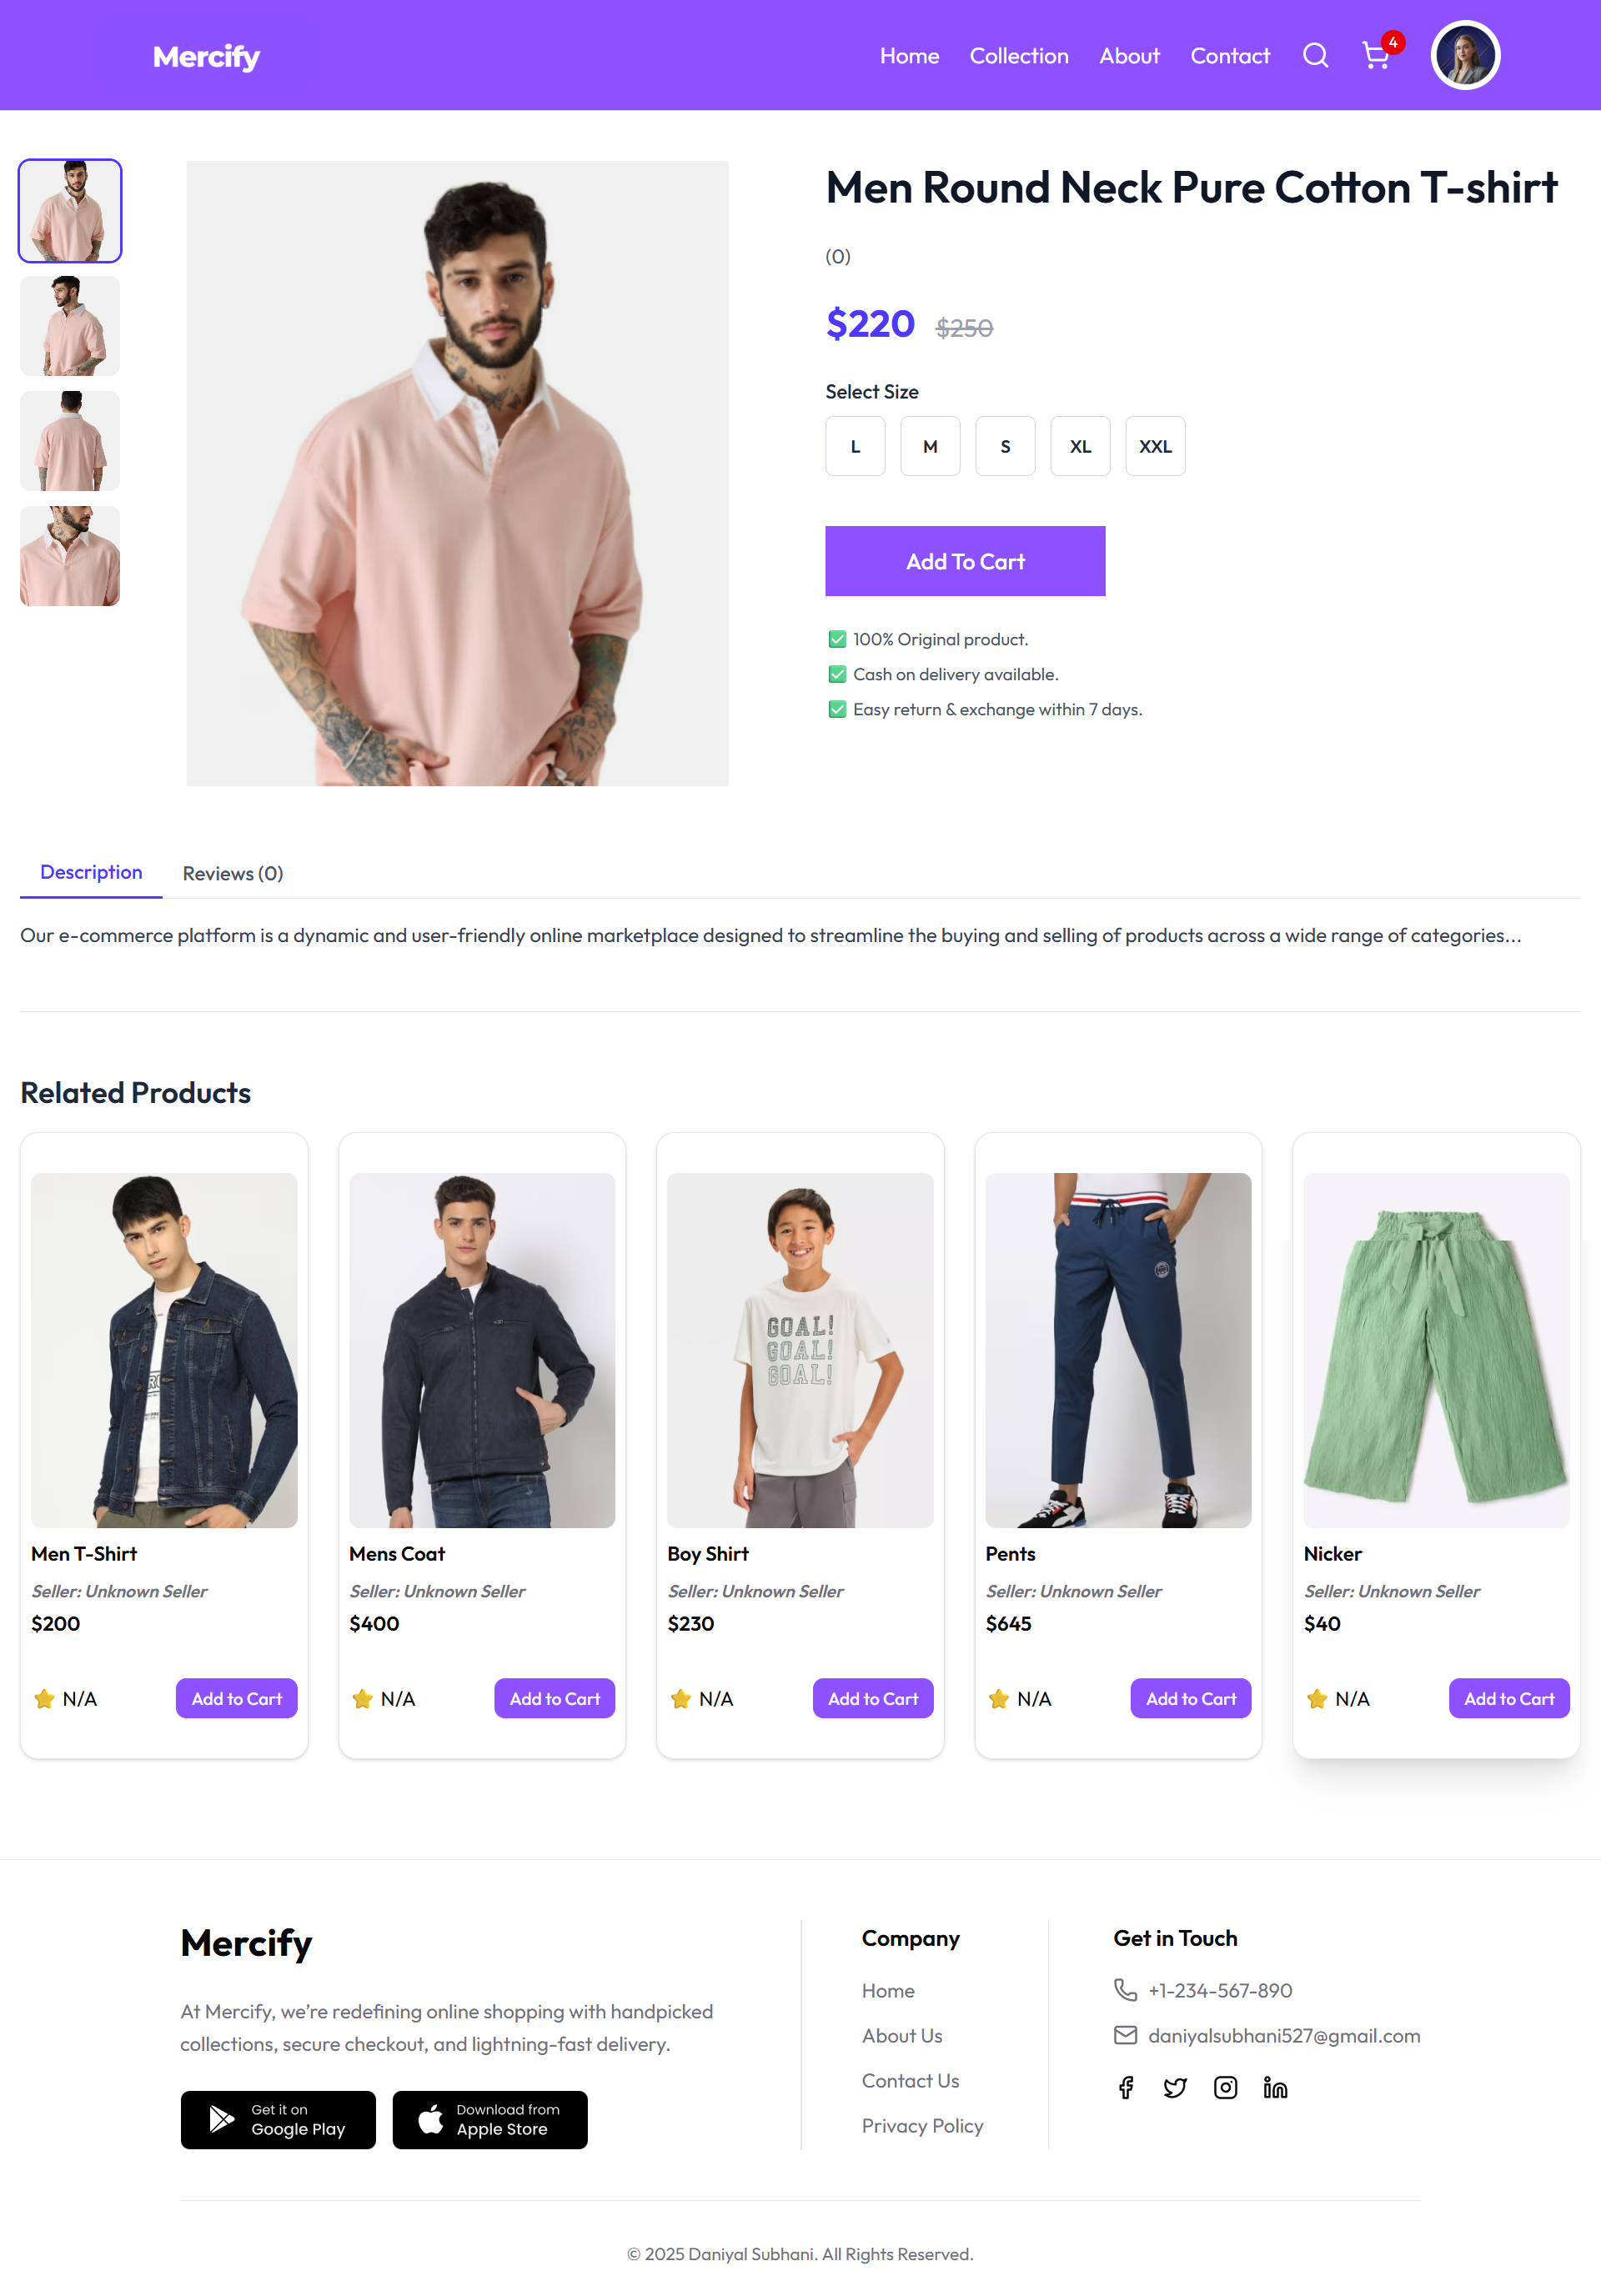 Mercify
Home Collection About Contact 4
Men Round Neck Pure Cotton T-shirt
(0)
$220 $250
Select Size
L M S XL XXL
Add To Cart
✅ 100% Original product.
✅ Cash on delivery available.
✅ Easy return & exchange within 7 days.
Description Reviews (0)
Our e-commerce platform is a dynamic and user-friendly online marketplace designed to streamline the buying and selling of products across a wide range of categories...
Related Products
GOAL!
GOAL!
GOAL!
Men T-Shirt
Seller: Unknown Seller
$200
⭐ N/A Add to Cart
Mens Coat
Seller: Unknown Seller
$400
⭐ N/A Add to Cart
Boy Shirt
Seller: Unknown Seller
$230
⭐ N/A Add to Cart
Pents
Seller: Unknown Seller
$645
⭐ N/A Add to Cart
Nicker
Seller: Unknown Seller
$40
⭐ N/A Add to Cart
Mercify
At Mercify, we’re redefining online shopping with handpicked
collections, secure checkout, and lightning-fast delivery.
Get it on
Google Play
Download from
Apple Store
Company
Home
About Us
Contact Us
Privacy Policy
Get in Touch
+1-234-567-890
daniyalsubhani527@gmail.com
© 2025 Daniyal Subhani. All Rights Reserved.